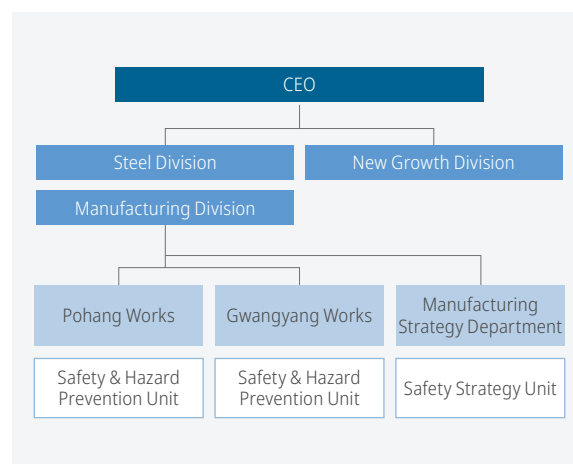 CEO
Steel Division
New Growth Division
Manufacturing Division
Pohang Works
Gwangyang Works
Manufacturing
Strategy Department
Safety & Hazard
Prevention Unit
Safety & Hazard
Prevention Unit
Safety Strategy Unit